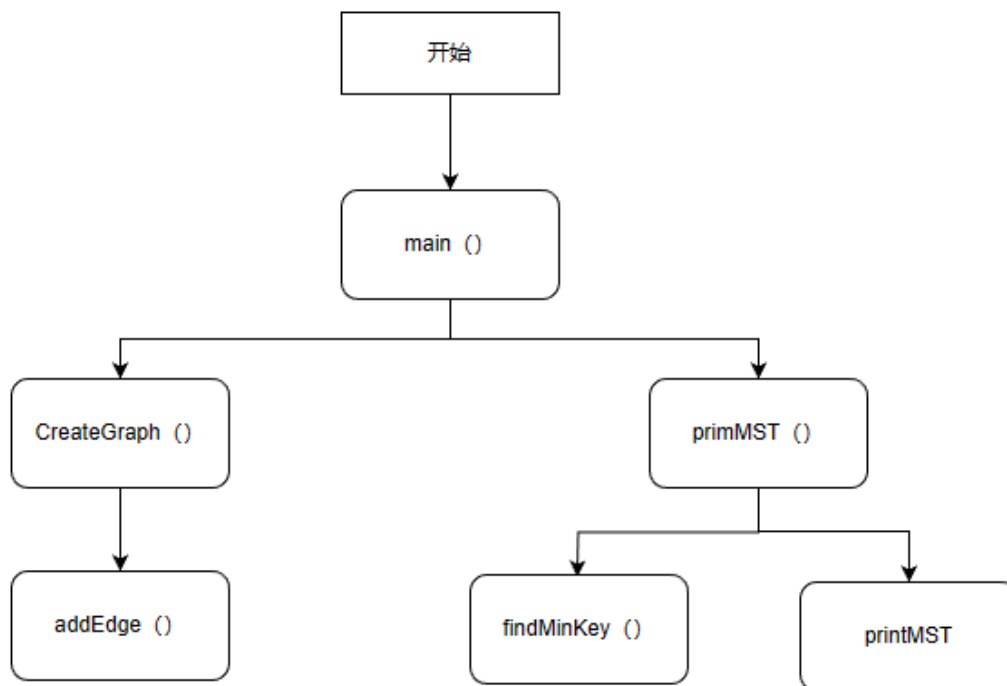 开始
main（）
CreateGraph（）
primMST（）
addEdge（）
findMinKey（）
printMST